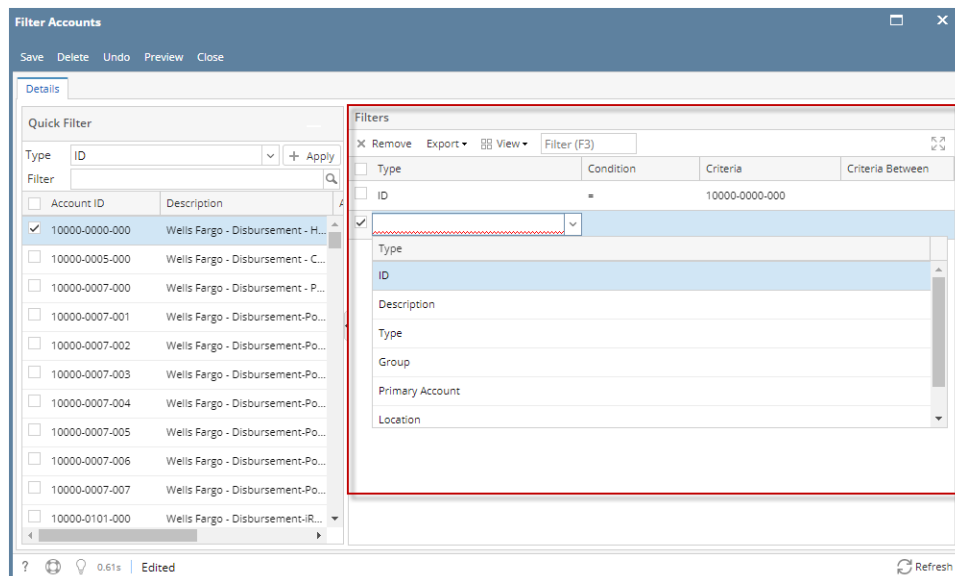 Filter Accounts
Save Delete Undo Preview Close
Details
Quick Filter
Type ID + Apply
Filter
Account ID Description A
10000-0000-000 Wells Fargo - Disbursement - H...
10000-0005-000 Wells Fargo - Disbursement - C...
10000-0007-000 Wells Fargo - Disbursement - P...
10000-0007-001 Wells Fargo - Disbursement-Po...
10000-0007-002 Wells Fargo - Disbursement-Po...
10000-0007-003 Wells Fargo - Disbursement-Po...
10000-0007-004 Wells Fargo - Disbursement-Po...
10000-0007-005 Wells Fargo - Disbursement-Po...
10000-0007-006 Wells Fargo - Disbursement-Po...
10000-0007-007 Wells Fargo - Disbursement-Po...
10000-0101-000 Wells Fargo - Disbursement-iR...
Filters
Remove Export View Filter (F3)
Type Condition Criteria Criteria Between
ID = 10000-0000-000
Type
ID
Description
Type
Group
Primary Account
Location
? 0.61s Edited Refresh